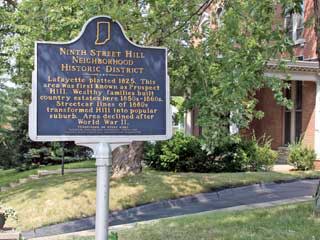 NINTH STREET HILL
NEIGHBORHOOD
HISTORIC DISTRICT
Lafayette platted 1825. This
area was first known as Prospect
Hill. Wealthy families built
country estates here 1850s-1860s.
Streetcar lines of 1860s
transformed Hill into popular
suburb. Area declined after
World War II.